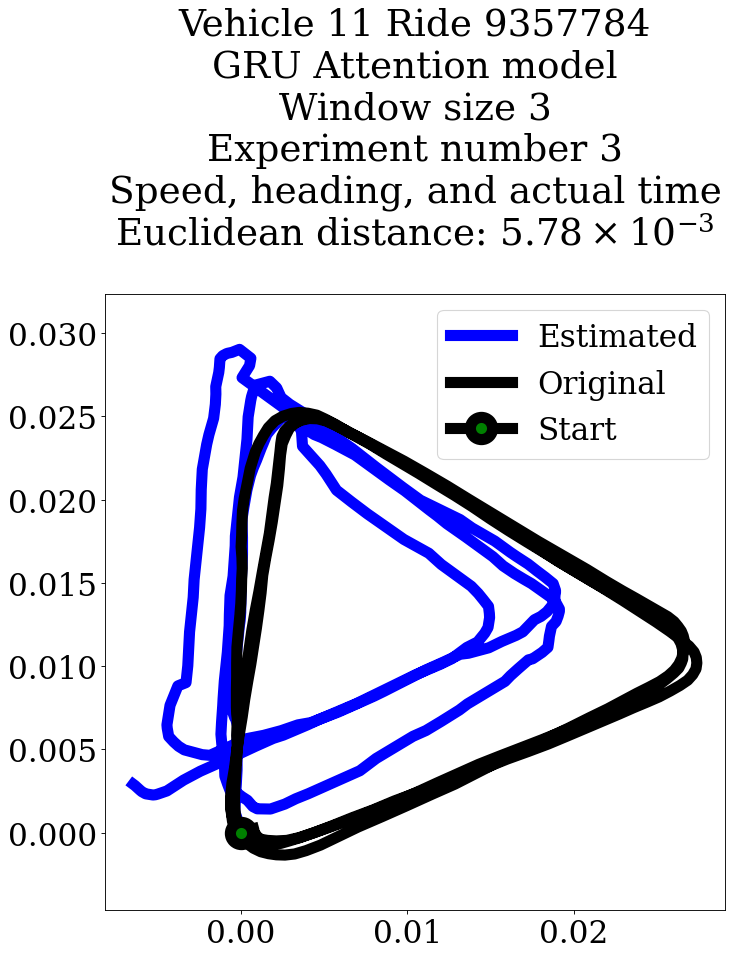 Vehicle 11 Ride 9357784
GRU Attention model
Window size 3
Experiment number 3
Speed, heading, and actual time
Euclidean distance: 5.78 × 10⁻³
Estimated
Original
Start
0.030
0.025
0.020
0.015
0.010
0.005
0.000
0.00 0.01 0.02